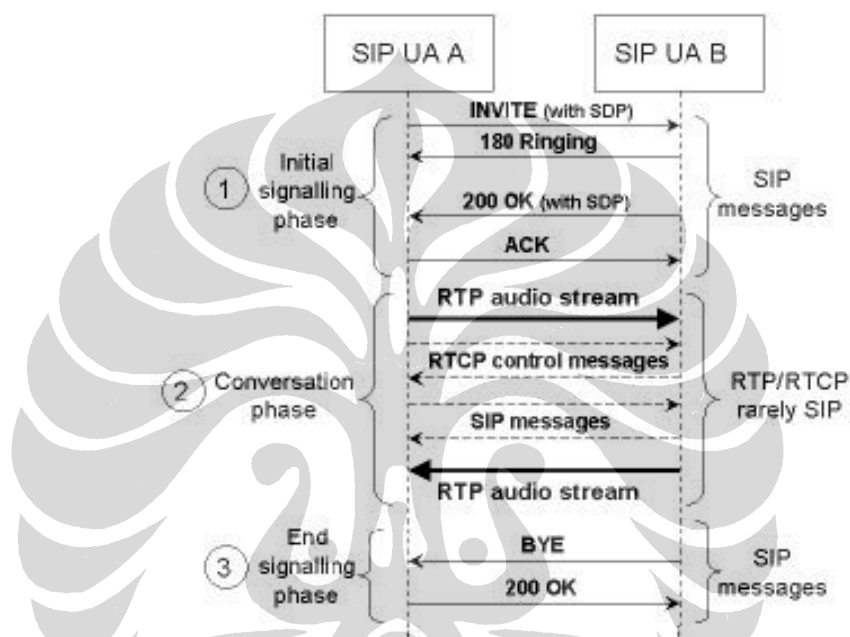 SIP UA A
SIP UA B
INVITE (with SDP)
180 Ringing
1
Initial
signalling
phase
200 OK (with SDP)
ACK
SIP
messages
RTP audio stream
RTCP control messages
2
Conversation
phase
SIP messages
RTP audio stream
RTP/RTCP
rarely SIP
3
End
signalling
phase
BYE
200 OK
SIP
messages